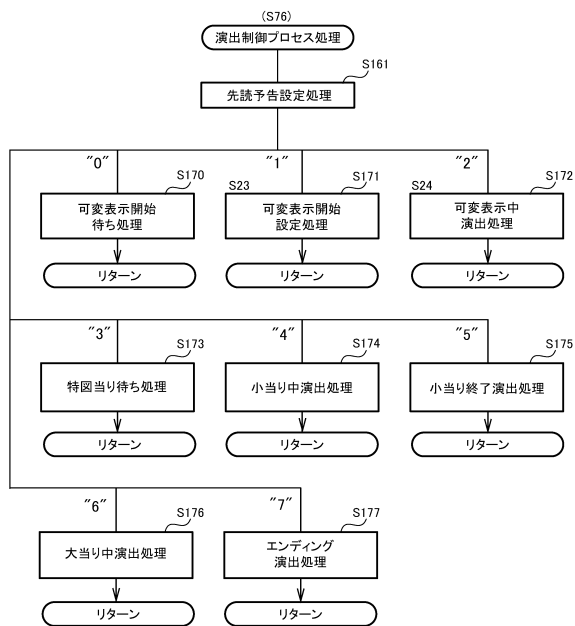 (S76)
演出制御プロセス処理
S161
先読予告設定処理
"0"
S170
可変表示開始
待ち処理
リターン
"1"
S23
S171
可変表示開始
設定処理
リターン
"2"
S24
S172
可変表示中
演出処理
リターン
"3"
S173
特図当り待ち処理
リターン
"4"
S174
小当り中演出処理
リターン
"5"
S175
小当り終了演出処理
リターン
"6"
S176
大当り中演出処理
リターン
"7"
S177
エンディング
演出処理
リターン